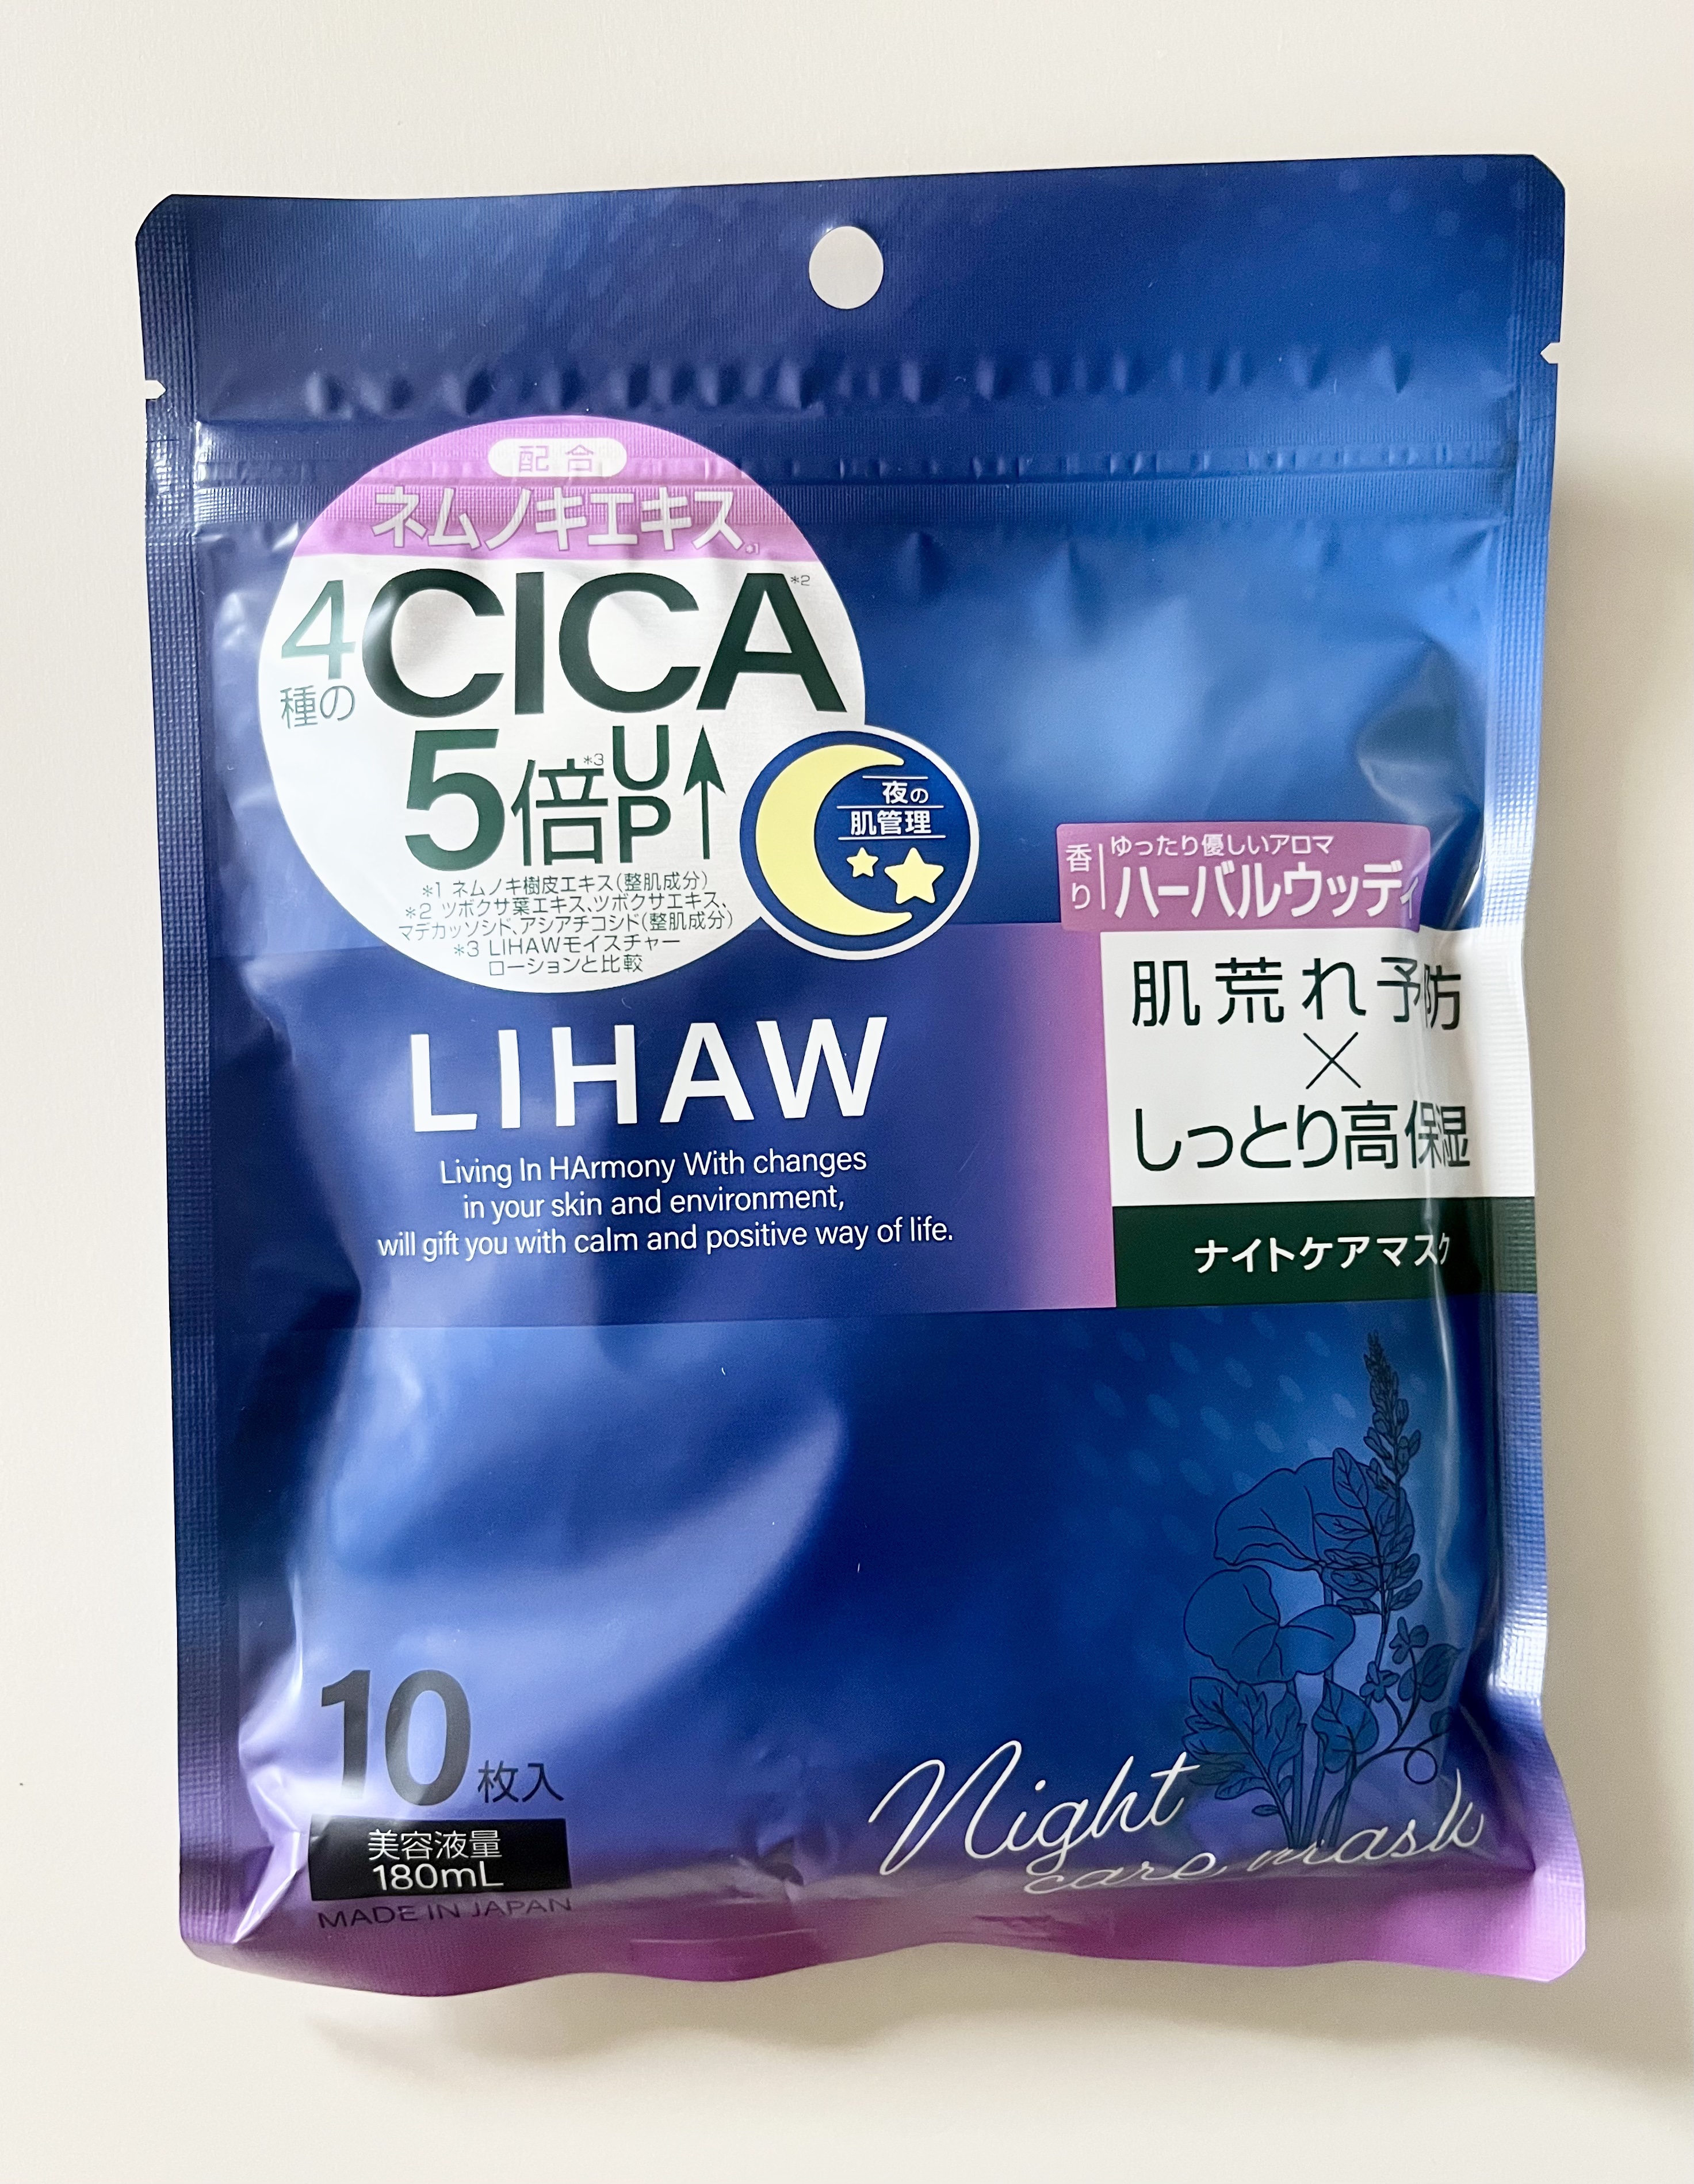 配合
ネムノキエキス*1
4種のCICA*2
5倍*3UP↑
*1 ネムノキ樹皮エキス(整肌成分)
*2 ツボクサ葉エキス、ツボクサエキス、
マデカッソシド、アシアチコシド(整肌成分)
*3 LIHAWモイスチャー
ローションと比較
夜の
肌管理
香り
ゆったり優しいアロマ
ハーバルウッディ
肌荒れ予防
×
しっとり高保湿
ナイトケアマスク
LIHAW
Living In HArmony With changes
in your skin and environment,
will gift you with calm and positive way of life.
10枚入
美容液量
180mL
MADE IN JAPAN
Night
care mask